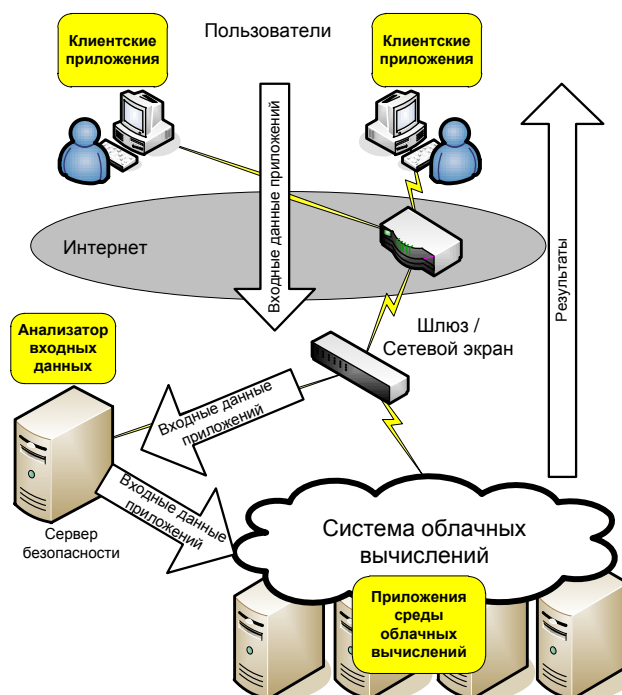 Пользователи
Клиентские
приложения
Клиентские
приложения
Входные данные приложений
Интернет
Результаты
Шлюз /
Сетевой экран
Анализатор
входных
данных
Входные данные
приложений
Входные данные
приложений
Сервер
безопасности
Система облачных
вычислений
Приложения
среды
облачных
вычислений